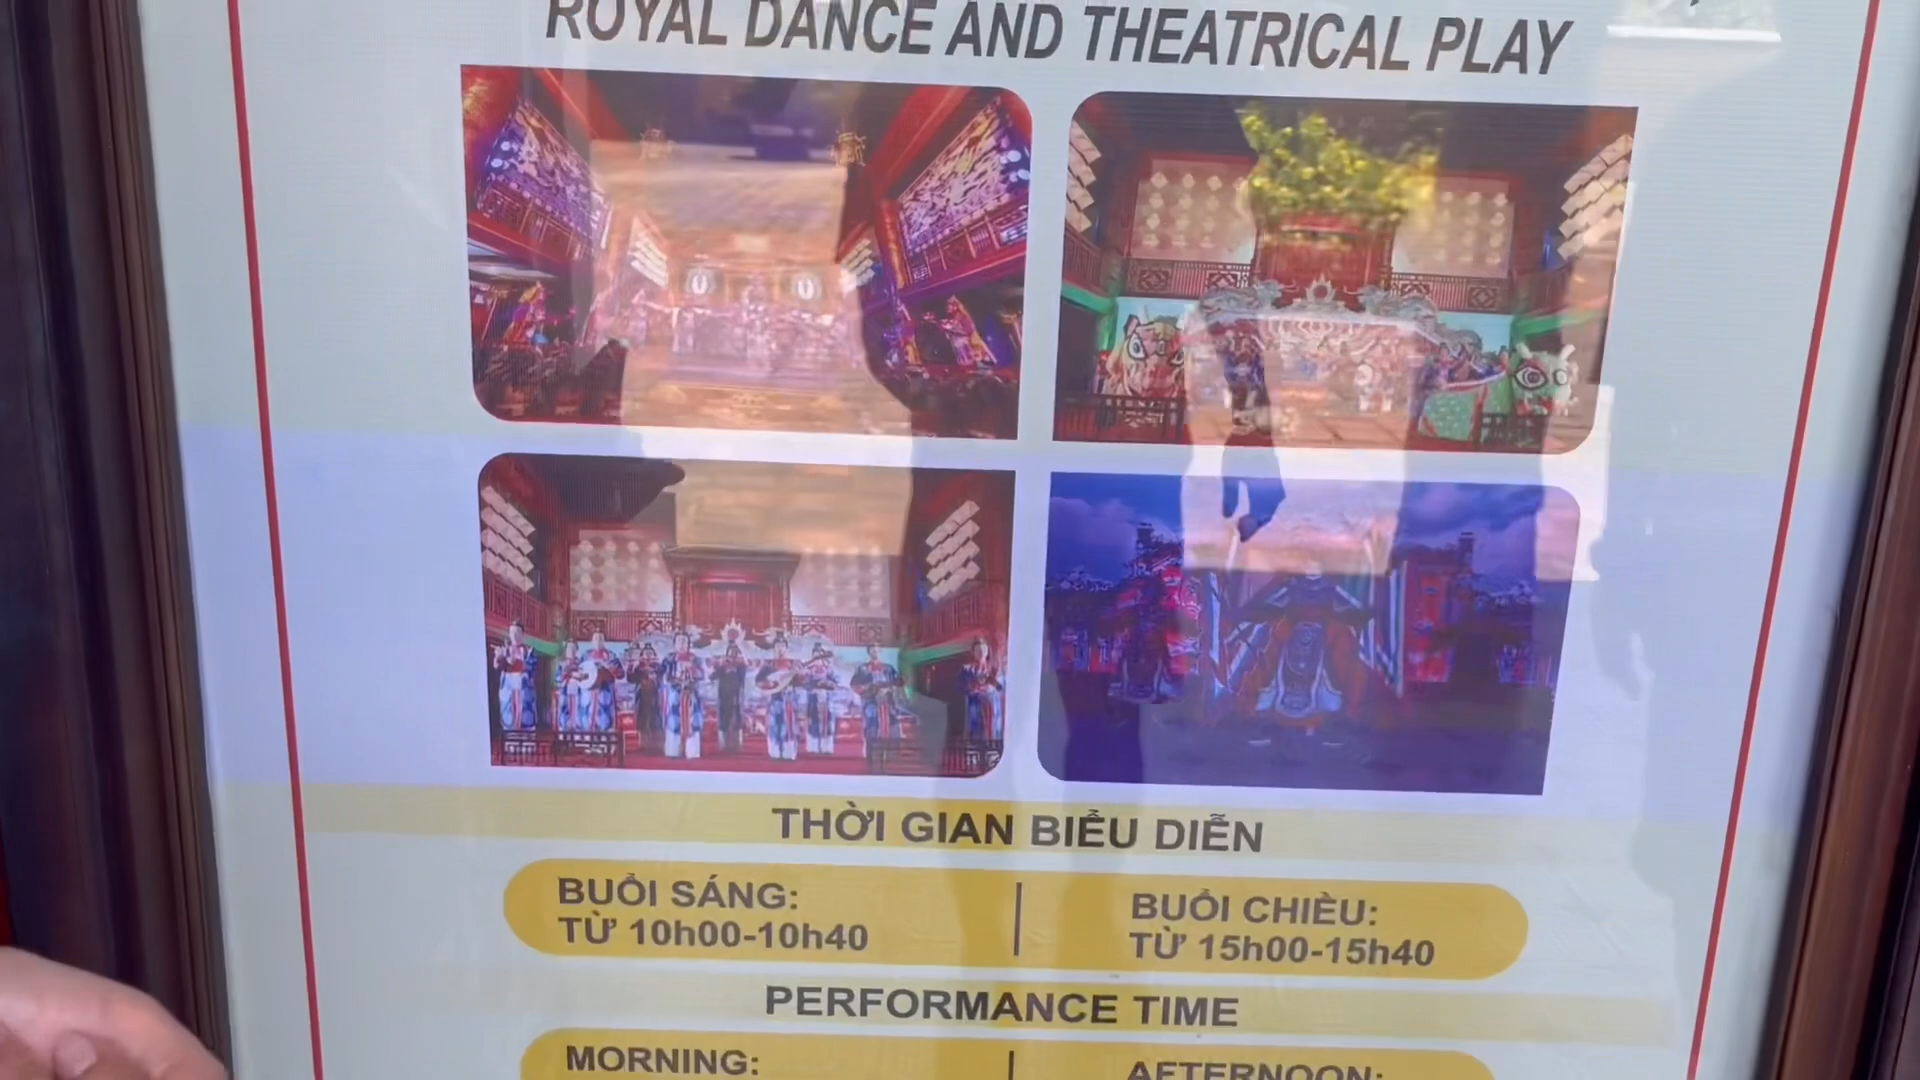 ROYAL DANCE AND THEATRICAL PLAY
THỜI GIAN BIỂU DIỄN
BUỔI SÁNG:
TỪ 10h00-10h40
BUỔI CHIỀU:
TỪ 15h00-15h40
PERFORMANCE TIME
MORNING:
AFTERNOON: